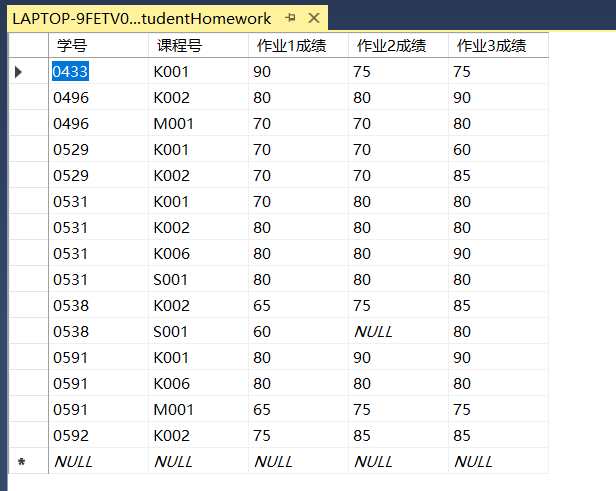 LAPTOP-9FETV0...tudentHomework
学号 课程号 作业1成绩 作业2成绩 作业3成绩
0433 K001 90 75 75
0496 K002 80 80 90
0496 M001 70 70 80
0529 K001 70 70 60
0529 K002 70 70 85
0531 K001 70 80 80
0531 K002 80 80 80
0531 K006 80 80 90
0531 S001 80 80 80
0538 K002 65 75 85
0538 S001 60 NULL 80
0591 K001 80 90 90
0591 K006 80 80 80
0591 M001 65 75 75
0592 K002 75 85 85
* NULL NULL NULL NULL NULL